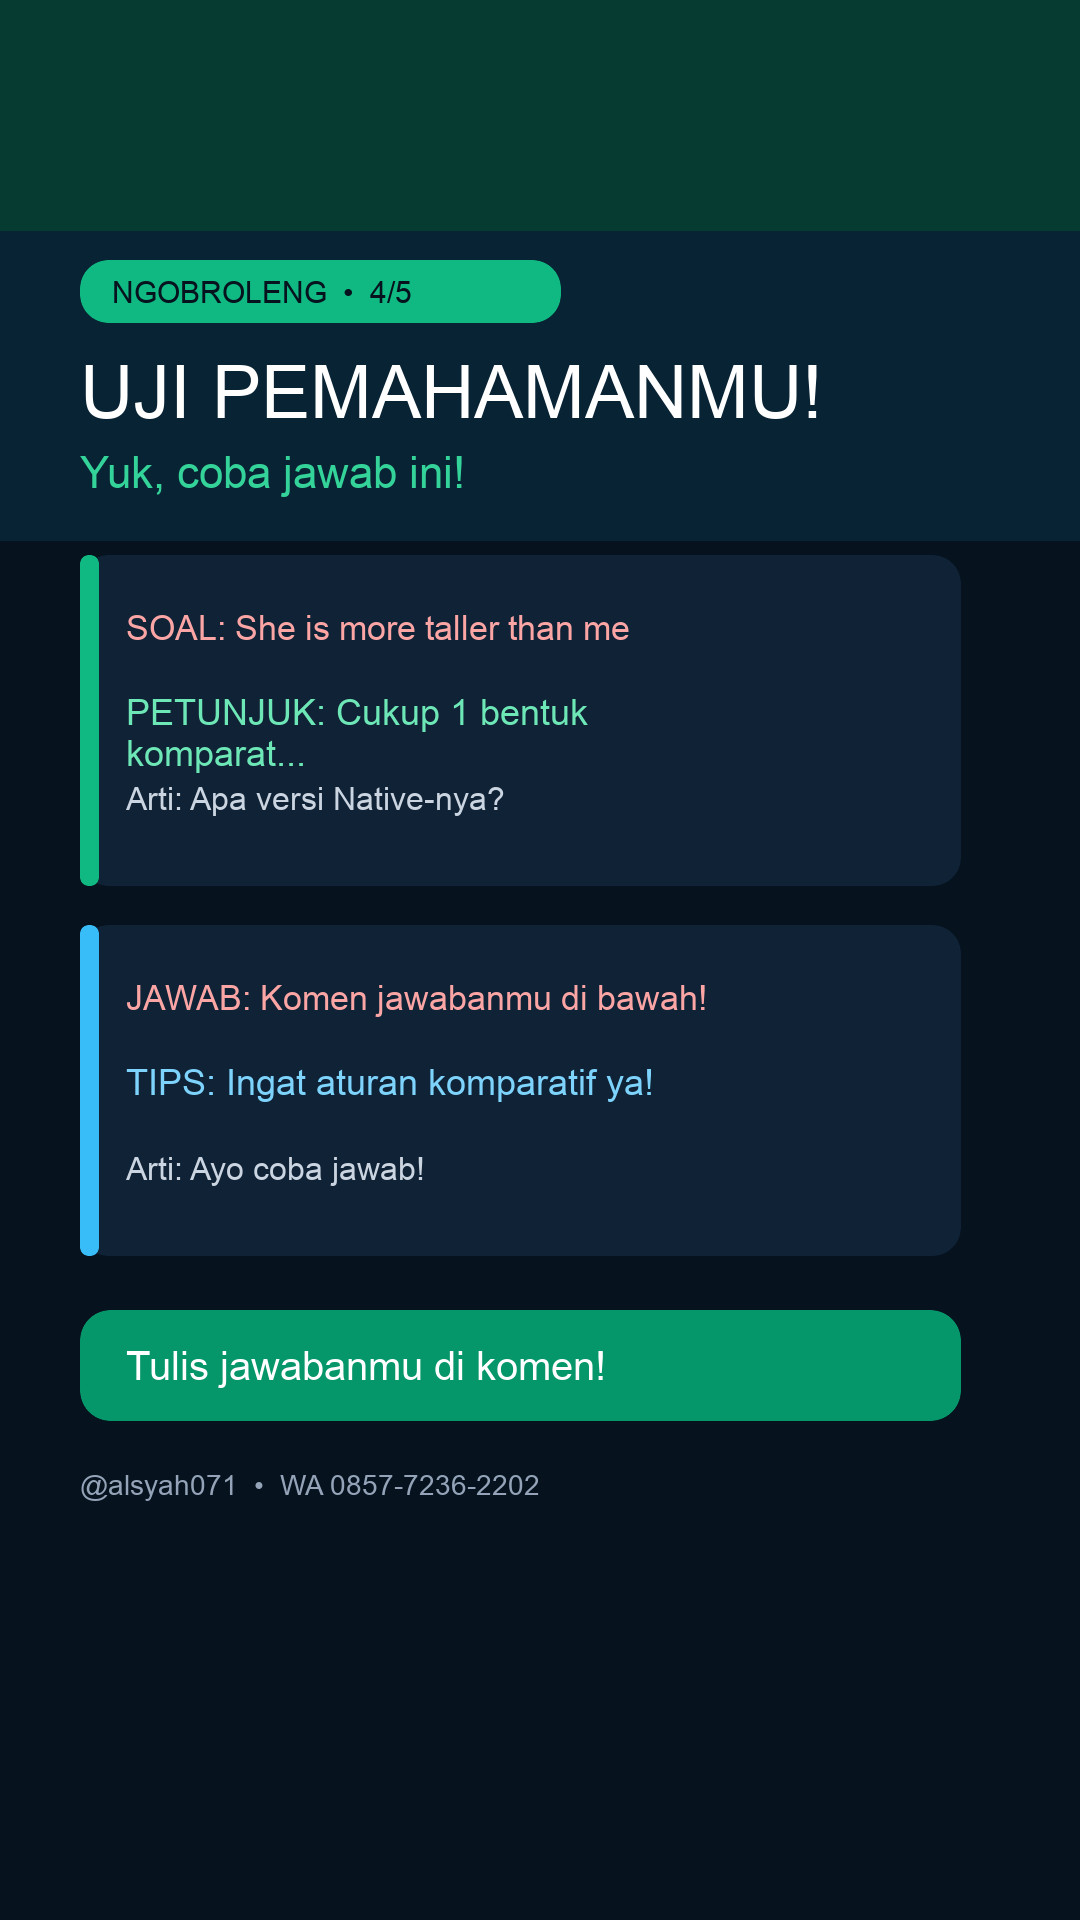 NGOBROLENG • 4/5
UJI PEMAHAMANMU!
Yuk, coba jawab ini!
SOAL: She is more taller than me
PETUNJUK: Cukup 1 bentuk
komparat...
Arti: Apa versi Native-nya?
JAWAB: Komen jawabanmu di bawah!
TIPS: Ingat aturan komparatif ya!
Arti: Ayo coba jawab!
Tulis jawabanmu di komen!
@alsyah071 • WA 0857-7236-2202